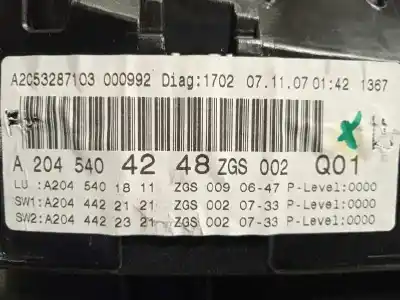 A2053287103 000992 Diag:1702 07.11.07 01:42 1367
A 204 540 42 48 ZGS 002 Q01
LU :A204 540 18 11 ZGS 009 06-47 P-Level:0000
SW1:A204 442 21 21 ZGS 002 07-33 P-Level:0000
SW2:A204 442 23 21 ZGS 002 07-33 P-Level:0000